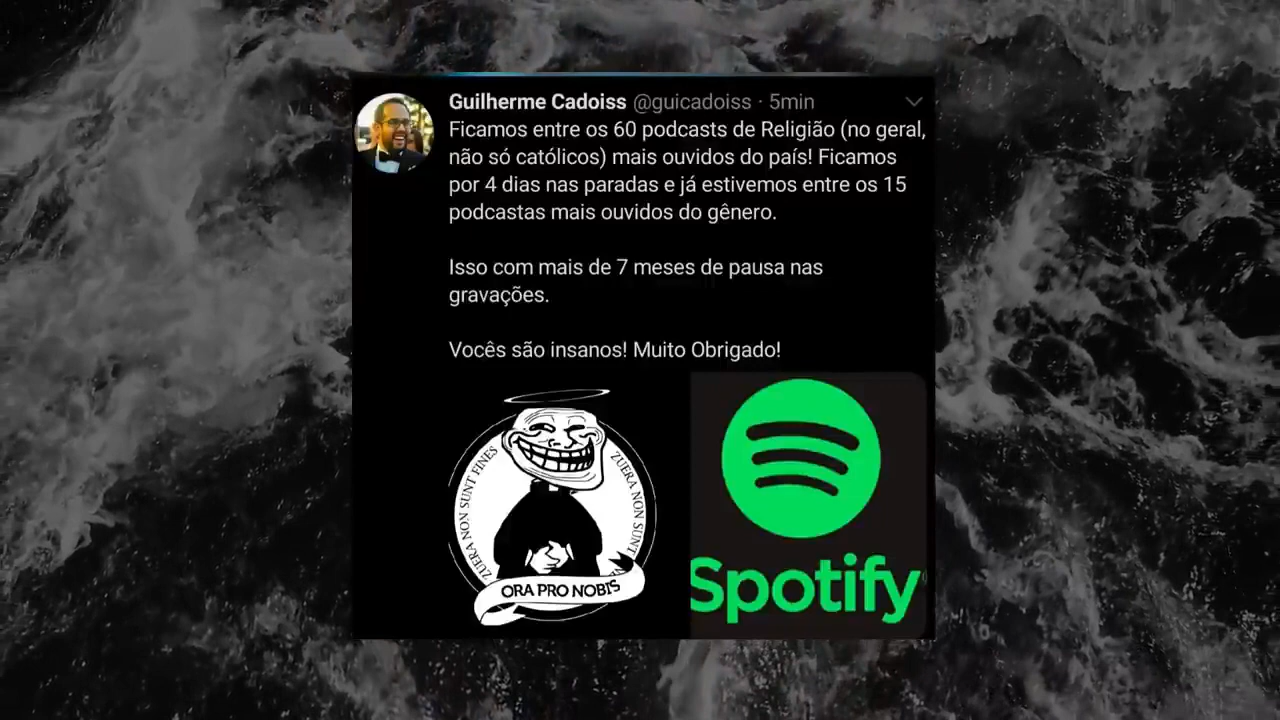 Guilherme Cadoiss @guicadoiss · 5min
Ficamos entre os 60 podcasts de Religião (no geral,
não só católicos) mais ouvidos do país! Ficamos
por 4 dias nas paradas e já estivemos entre os 15
podcastas mais ouvidos do gênero.
Isso com mais de 7 meses de pausa nas
gravações.
Vocês são insanos! Muito Obrigado!
ZUERA NON SUNT FINES
ZUERA NON SUNT
ORA PRO NOBIS
Spotify